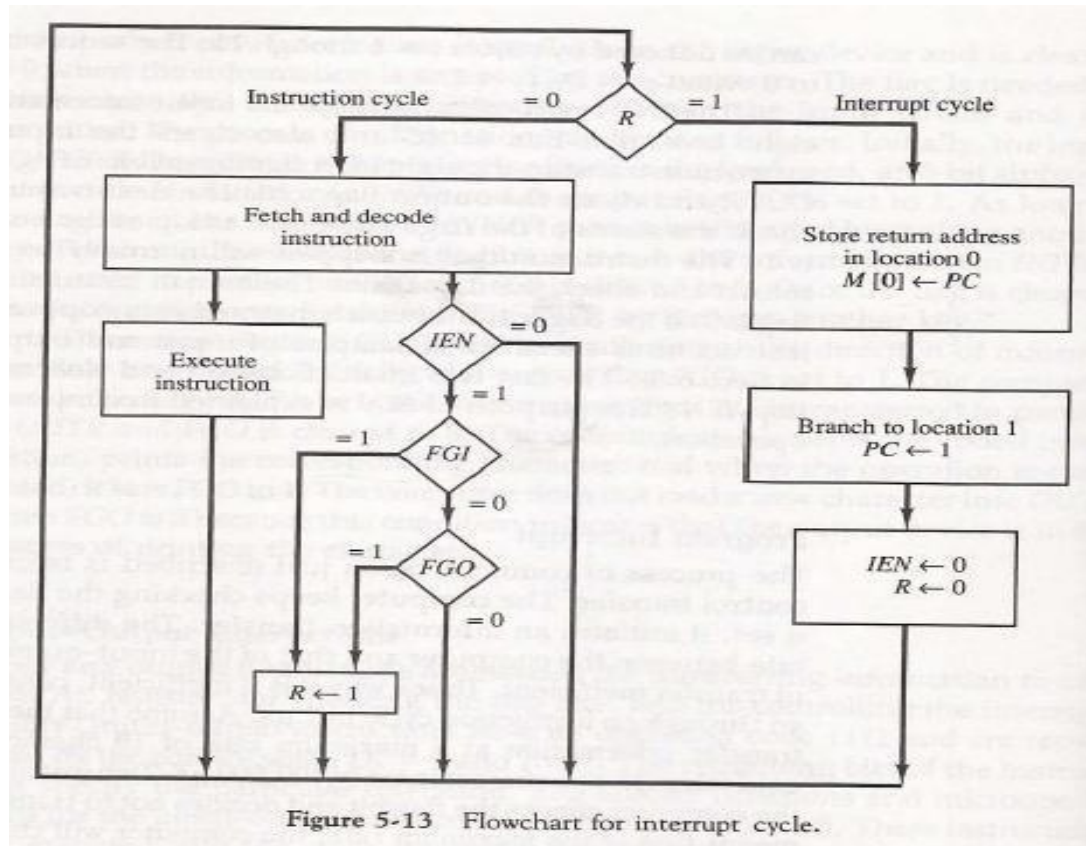 R
= 0
= 1
Instruction cycle
Interrupt cycle
Fetch and decode
instruction
Execute
instruction
IEN
= 0
= 1
FGI
= 1
= 0
FGO
= 1
= 0
R ← 1
Store return address
in location 0
M [0] ← PC
Branch to location 1
PC ← 1
IEN ← 0
R ← 0
Figure 5-13 Flowchart for interrupt cycle.